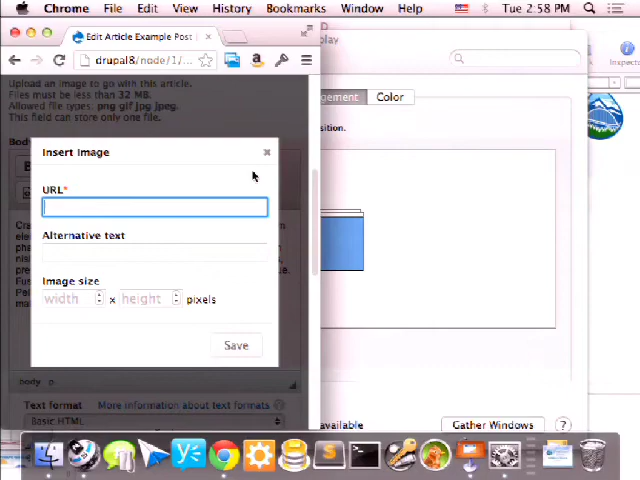 Chrome File Edit View History Bookmarks Window Help Tue 2:58 PM
Edit Article Example Post
drupal8/node/1/...
Upload an image to go with this article.
Files must be less than 32 MB.
Allowed file types: png gif jpg jpeg.
This field can store only one file.
Insert Image
URL*
Alternative text
Image size
width x height pixels
Save
body p
Text format More information about text formats
Basic HTML
Color
Gather Windows ?